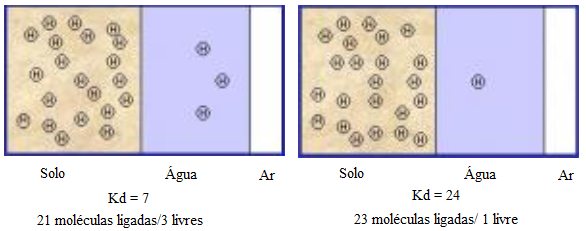 Solo Água Ar
Kd = 7
21 moléculas ligadas/3 livres
Solo Água Ar
Kd = 24
23 moléculas ligadas/ 1 livre
H H H H H H H H H H H H H H H H H H H H H H H
H H H H H H H H H H H H H H H H H H H H H H H H